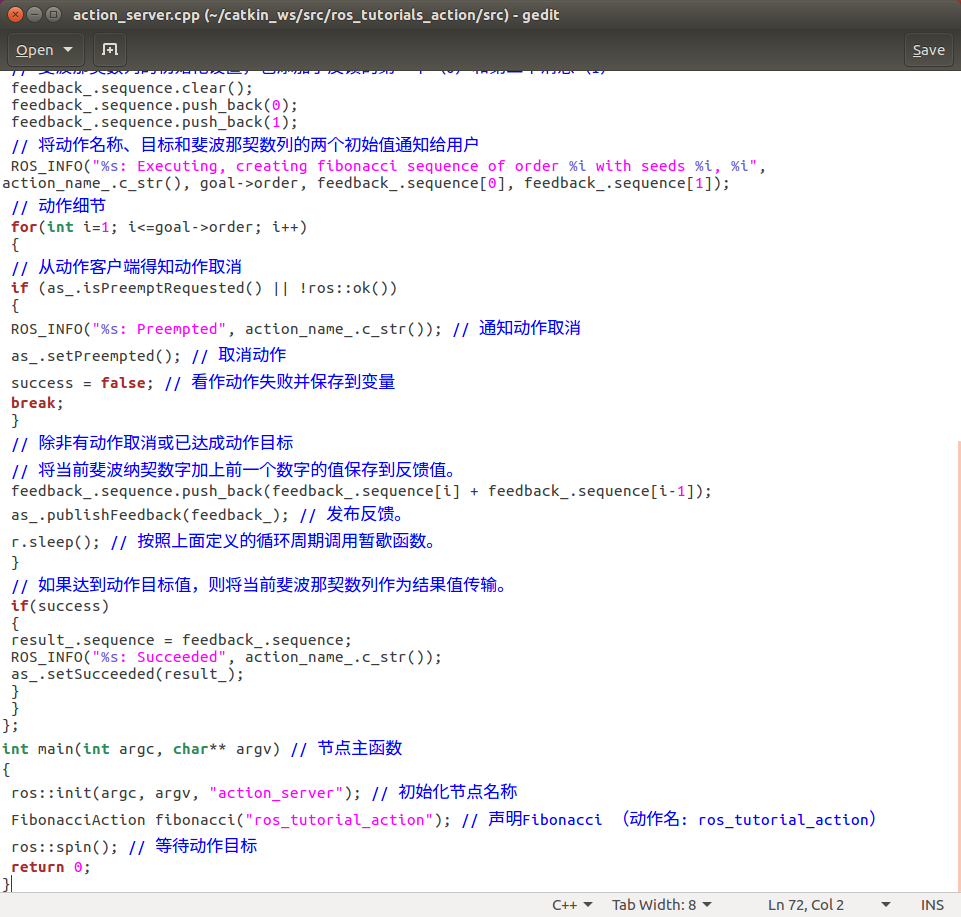 action_server.cpp (~/catkin_ws/src/ros_tutorials_action/src) - gedit
Open Save
feedback_.sequence.clear();
feedback_.sequence.push_back(0);
feedback_.sequence.push_back(1);
// 将动作名称、目标和斐波那契数列的两个初始值通知给用户
ROS_INFO("%s: Executing, creating fibonacci sequence of order %i with seeds %i, %i",
action_name_.c_str(), goal->order, feedback_.sequence[0], feedback_.sequence[1]);
// 动作细节
for(int i=1; i<=goal->order; i++)
{
// 从动作客户端得知动作取消
if (as_.isPreemptRequested() || !ros::ok())
{
ROS_INFO("%s: Preempted", action_name_.c_str()); // 通知动作取消
as_.setPreempted(); // 取消动作
success = false; // 看作动作失败并保存到变量
break;
}
// 除非有动作取消或已达成动作目标
// 将当前斐波纳契数字加上前一个数字的值保存到反馈值。
feedback_.sequence.push_back(feedback_.sequence[i] + feedback_.sequence[i-1]);
as_.publishFeedback(feedback_); // 发布反馈。
r.sleep(); // 按照上面定义的循环周期调用暂歇函数。
}
// 如果达到动作目标值，则将当前斐波那契数列作为结果值传输。
if(success)
{
result_.sequence = feedback_.sequence;
ROS_INFO("%s: Succeeded", action_name_.c_str());
as_.setSucceeded(result_);
}
}
};
int main(int argc, char** argv) // 节点主函数
{
ros::init(argc, argv, "action_server"); // 初始化节点名称
FibonacciAction fibonacci("ros_tutorial_action"); // 声明Fibonacci （动作名: ros_tutorial_action）
ros::spin(); // 等待动作目标
return 0;
}
C++ Tab Width: 8 Ln 72, Col 2 INS